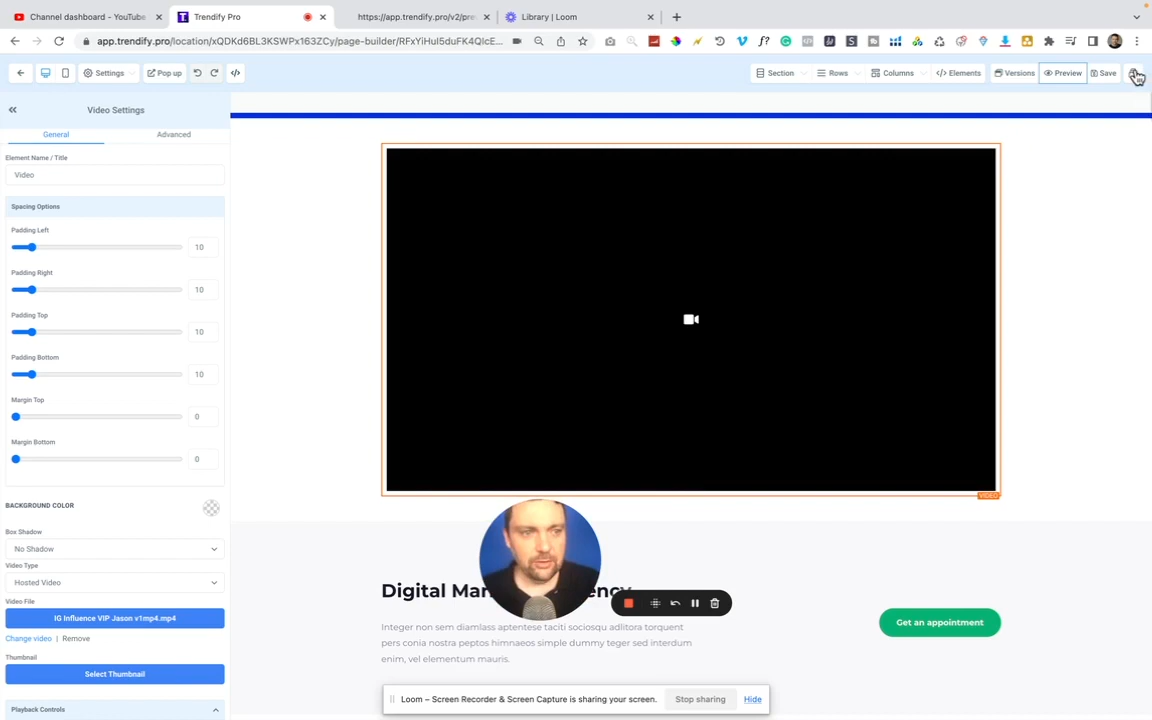 Channel dashboard - YouTube
Trendify Pro
https://app.trendify.pro/v2/pre
Library | Loom
app.trendify.pro/location/xQDKd6BL3KSWPx163ZCy/page-builder/RFxYiHuI5duFK4QIcE...
Settings
Pop up
Section
Rows
Columns
Elements
Versions
Preview
Save
Video Settings
General
Advanced
Element Name / Title
Video
Spacing Options
Padding Left
10
Padding Right
10
Padding Top
10
Padding Bottom
10
Margin Top
0
Margin Bottom
0
BACKGROUND COLOR
Box Shadow
No Shadow
Video Type
Hosted Video
Video File
IG Influence VIP Jason v1mp4.mp4
Change video | Remove
Thumbnail
Select Thumbnail
Playback Controls
VIDEO
Digital
Integer non sem diamlass aptentese taciti sociosqu adlitora torquent
pers conia nostra peptos himnaeos simple dummy teger sed interdum
enim, vel elementum mauris.
Get an appointment
Loom – Screen Recorder & Screen Capture is sharing your screen.
Stop sharing
Hide